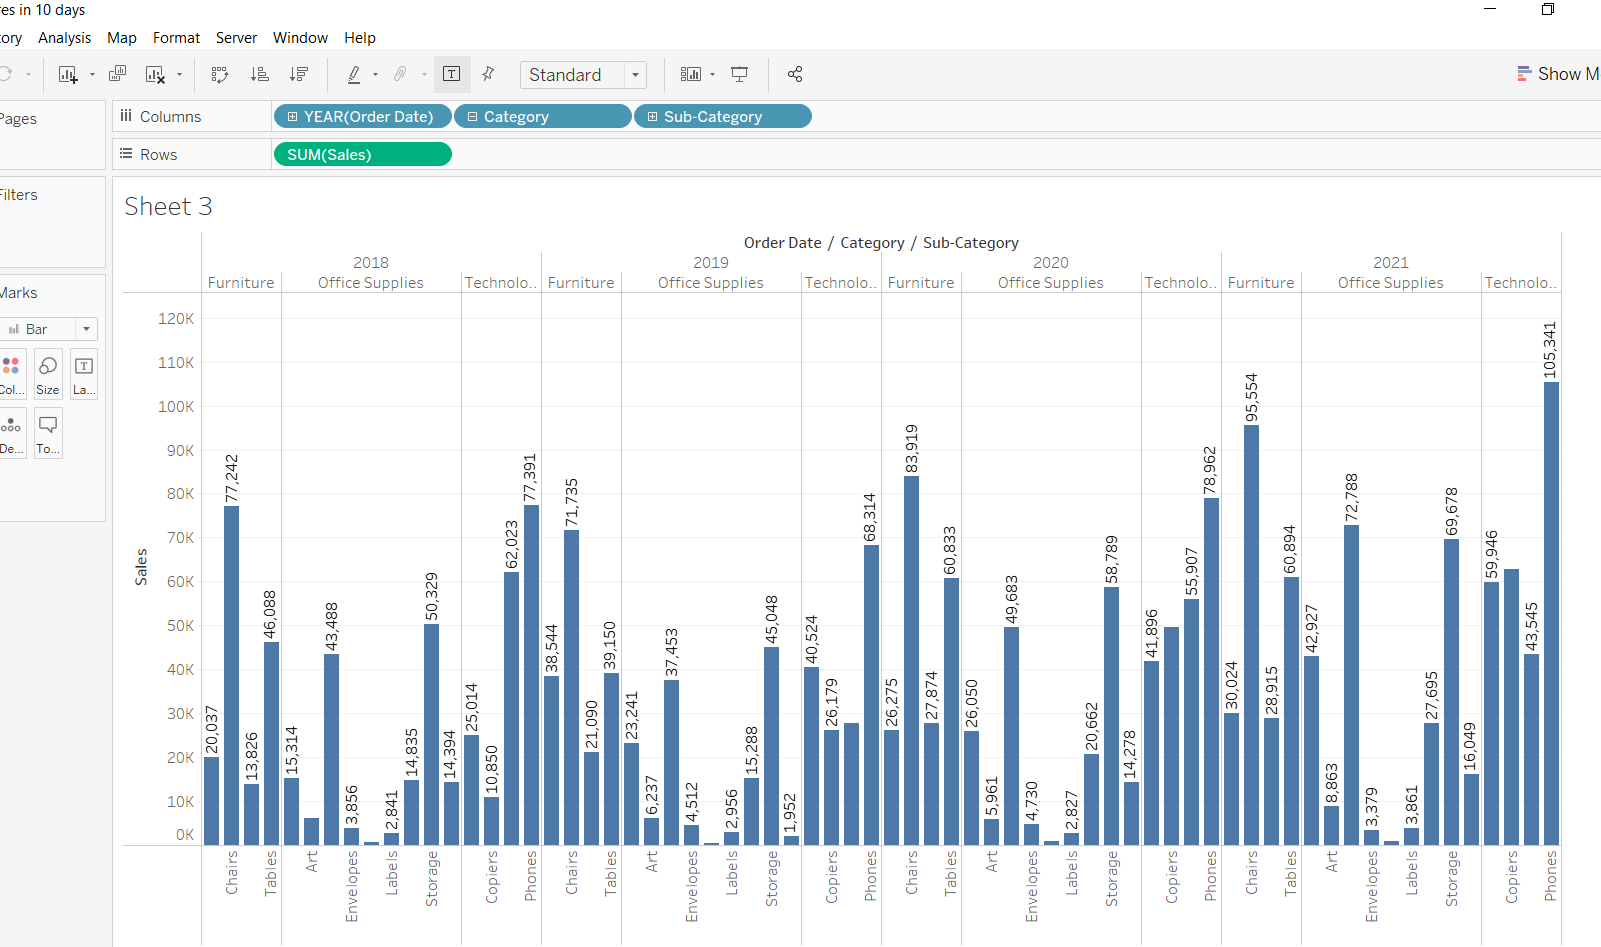 res in 10 days
ory Analysis Map Format Server Window Help
Standard
Show M
Pages
Columns YEAR(Order Date) Category Sub-Category
Rows SUM(Sales)
Filters
Marks
Bar
Col... Size La...
De... To...
Sheet 3
Order Date / Category / Sub-Category
2018 2019 2020 2021
Furniture Office Supplies Technolo.. Furniture Office Supplies Technolo.. Furniture Office Supplies Technolo.. Furniture Office Supplies Technolo..
Sales
120K
110K
100K
90K
80K
70K
60K
50K
40K
30K
20K
10K
0K
20,037 77,242 13,826 46,088 15,314 43,488 3,856 2,841 14,835 50,329 14,394 25,014 10,850 62,023 77,391
38,544 71,735 21,090 39,150 23,241 6,237 37,453 4,512 2,956 15,288 45,048 1,952 40,524 26,179 68,314
26,275 83,919 27,874 60,833 26,050 5,961 49,683 4,730 2,827 20,662 58,789 14,278 41,896 55,907 78,962
30,024 95,554 28,915 60,894 42,927 8,863 72,788 3,379 3,861 27,695 69,678 16,049 59,946 43,545 105,341
Chairs Tables Art Envelopes Labels Storage Copiers Phones Chairs Tables Art Envelopes Labels Storage Copiers Phones Chairs Tables Art Envelopes Labels Storage Copiers Phones Chairs Tables Art Envelopes Labels Storage Copiers Phones